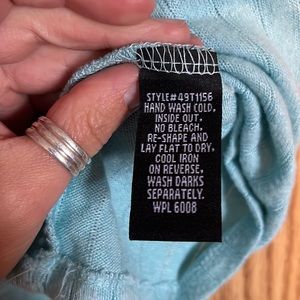 STYLE#49T1156
HAND WASH COLD,
INSIDE OUT.
NO BLEACH,
RE-SHAPE AND
LAY FLAT TO DRY,
COOL IRON
ON REVERSE,
WASH DARKS
SEPARATELY.
WPL 6008